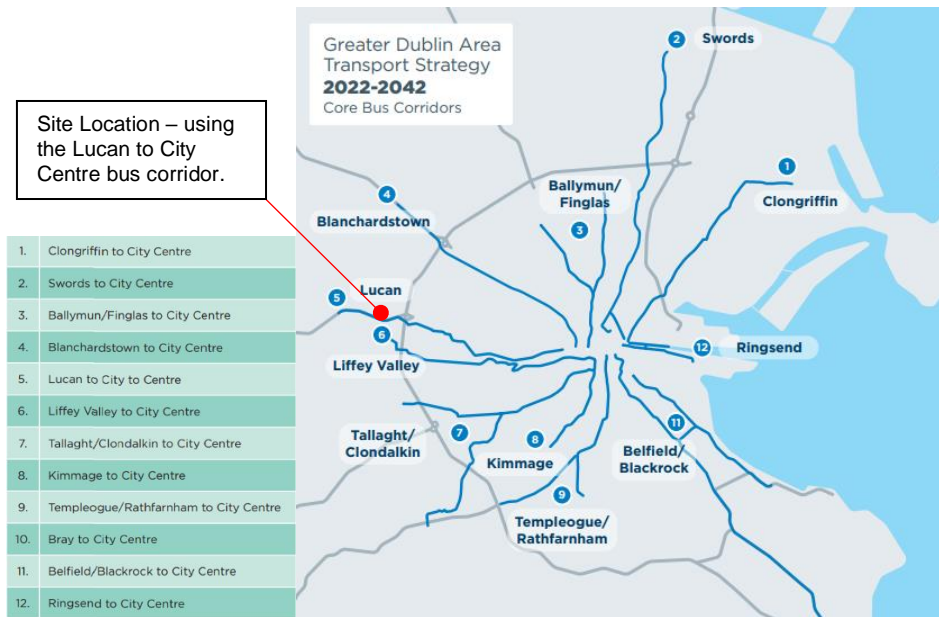 Greater Dublin Area
Transport Strategy
2022-2042
Core Bus Corridors
Site Location – using
the Lucan to City
Centre bus corridor.
1. Clongriffin to City Centre
2. Swords to City Centre
3. Ballymun/Finglas to City Centre
4. Blanchardstown to City Centre
5. Lucan to City to Centre
6. Liffey Valley to City Centre
7. Tallaght/Clondalkin to City Centre
8. Kimmage to City Centre
9. Templeogue/Rathfarnham to City Centre
10. Bray to City Centre
11. Belfield/Blackrock to City Centre
12. Ringsend to City Centre
2 Swords
1
Clongriffin
Ballymun/
Finglas
3
4
Blanchardstown
Lucan
5
6
Liffey Valley
12 Ringsend
Tallaght/
Clondalkin
7
8
Kimmage
11
Belfield/
Blackrock
9
Templeogue/
Rathfarnham